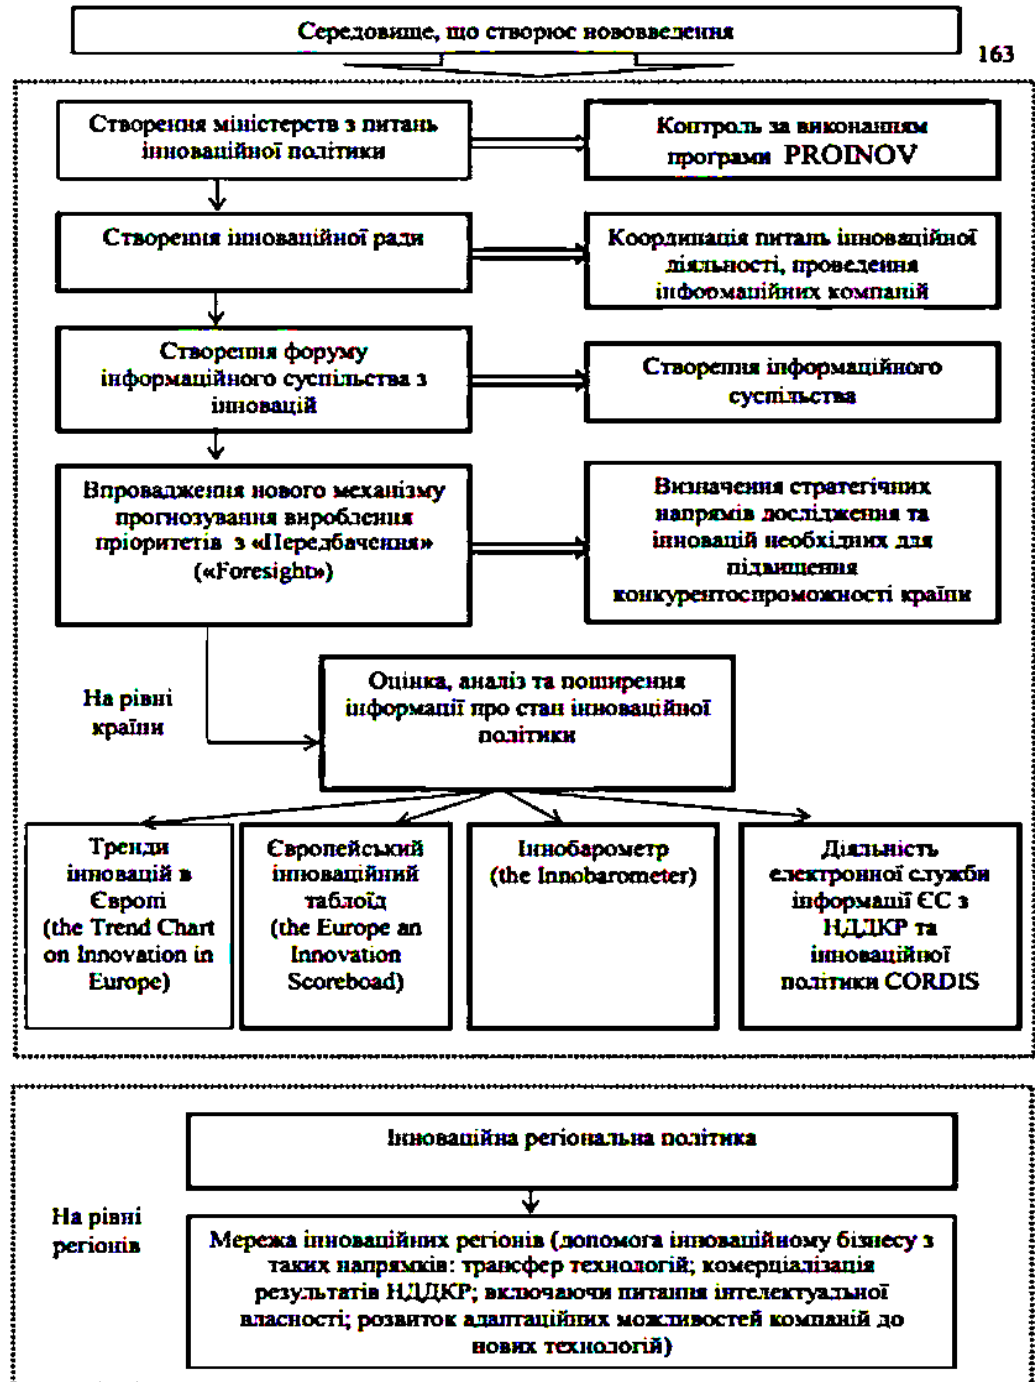 Середовище, що створює нововведення
163
Створення міністерств з питань
інноваційної політики
Контроль за виконанням
програми PROINOV
Створення інноваційної ради
Координація питань інноваційної
діяльності, проведення
інформаційних компаній
Створення форуму
інформаційного суспільства з
інновацій
Створення інформаційного
суспільства
Впровадження нового механізму
прогнозування вироблення
пріоритетів з «Передбачення»
(«Foresight»)
Визначення стратегічних
напрямів дослідження та
інновацій необхідних для
підвищення
конкурентоспроможності країни
На рівні
країни
Оцінка, аналіз та поширення
інформації про стан інноваційної
політики
Тренди
інновацій в
Європі
(the Trend Chart
on Innovation in
Europe)
Європейський
інноваційний
таблоїд
(the Europe an
Innovation
Scoreboad)
Іннобарометр
(the Innobarometer)
Діяльність
електронної служби
інформації ЄС з
НДДКР та
інноваційної
політики CORDIS
Інноваційна регіональна політика
На рівні
регіонів
Мережа інноваційних регіонів (допомога інноваційному бізнесу з
таких напрямків: трансфер технологій; комерціалізація
результатів НДДКР; включаючи питання інтелектуальної
власності; розвиток адаптаційних можливостей компаній до
нових технологій)